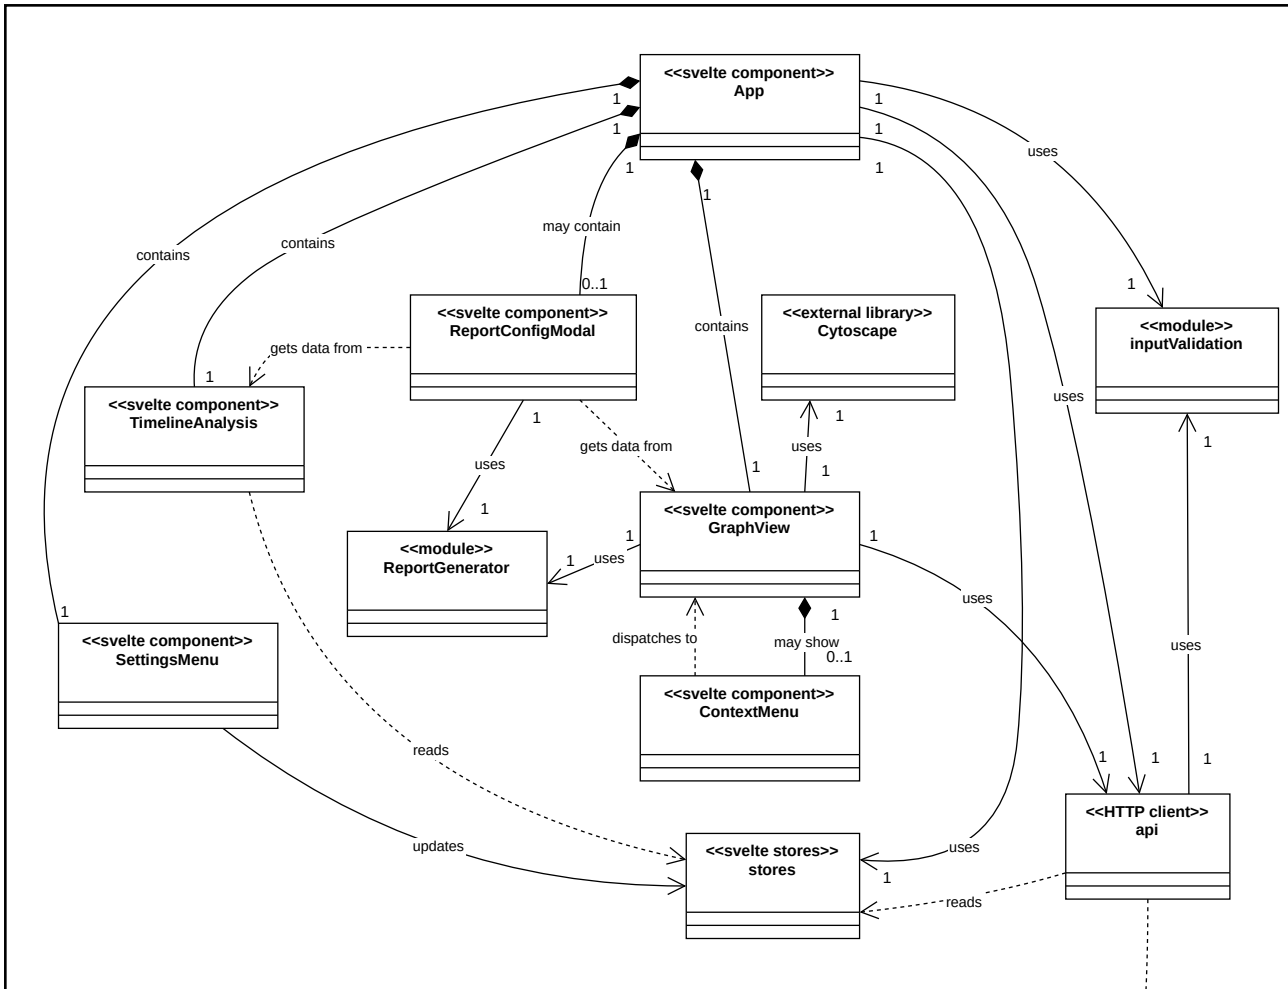 <<svelte component>>
App
1
1
1
1
1
1
1
uses
may contain
contains
contains
0..1
1
<<svelte component>>
ReportConfigModal
<<external library>>
Cytoscape
<<module>>
inputValidation
contains
gets data from
1
uses
<<svelte component>>
TimelineAnalysis
1
1
gets data from
uses
1
uses
1
1
1
<<svelte component>>
GraphView
<<module>>
ReportGenerator
1
1
uses
1
uses
1
1
dispatches to
may show
0..1
uses
<<svelte component>>
SettingsMenu
<<svelte component>>
ContextMenu
reads
1
1
1
<<HTTP client>>
api
updates
<<svelte stores>>
stores
uses
1
reads